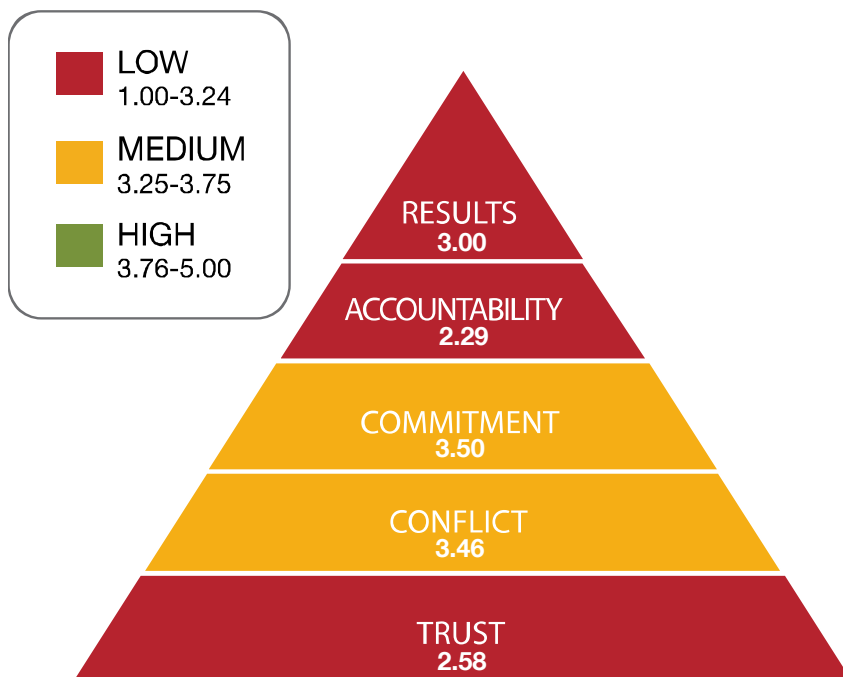 LOW
1.00-3.24
MEDIUM
3.25-3.75
HIGH
3.76-5.00
RESULTS
3.00
ACCOUNTABILITY
2.29
COMMITMENT
3.50
CONFLICT
3.46
TRUST
2.58